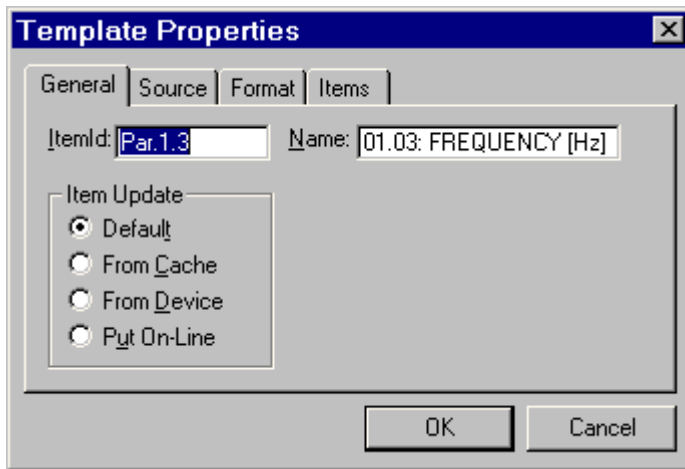 Template Properties
General Source Format Items
ItemId: Par.1.3 Name: 01.03: FREQUENCY [Hz]
Item Update
Default
From Cache
From Device
Put On-Line
OK Cancel